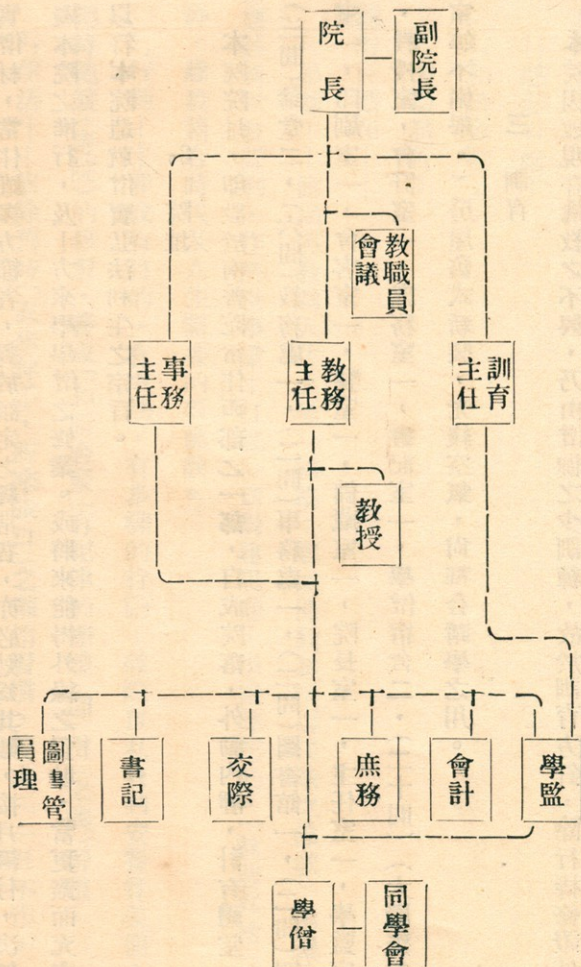 副院長
院長
教職員
會議
訓育
主任
教務
主任
事務
主任
教授
學監
會計
庶務
交際
書記
圖書管
理員
同學會
學僧